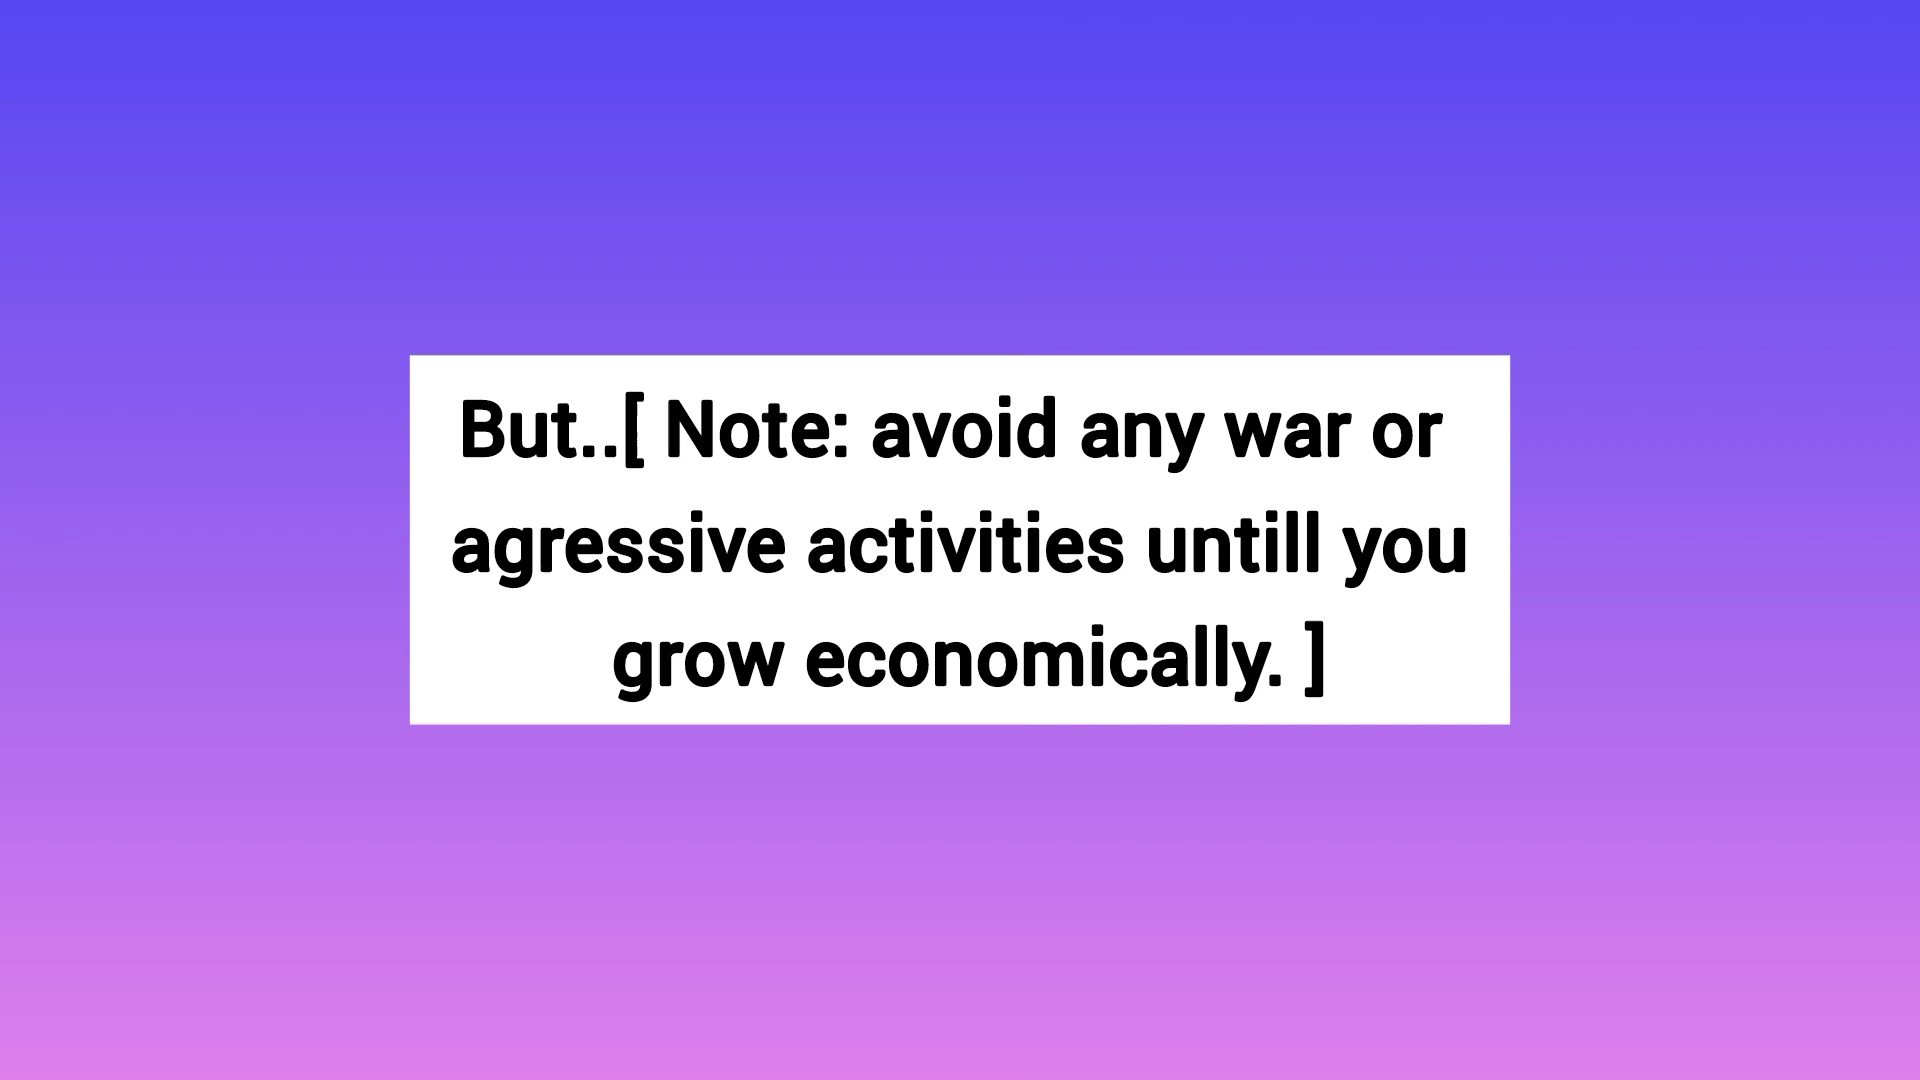 But..[ Note: avoid any war or
agressive activities untill you
grow economically. ]